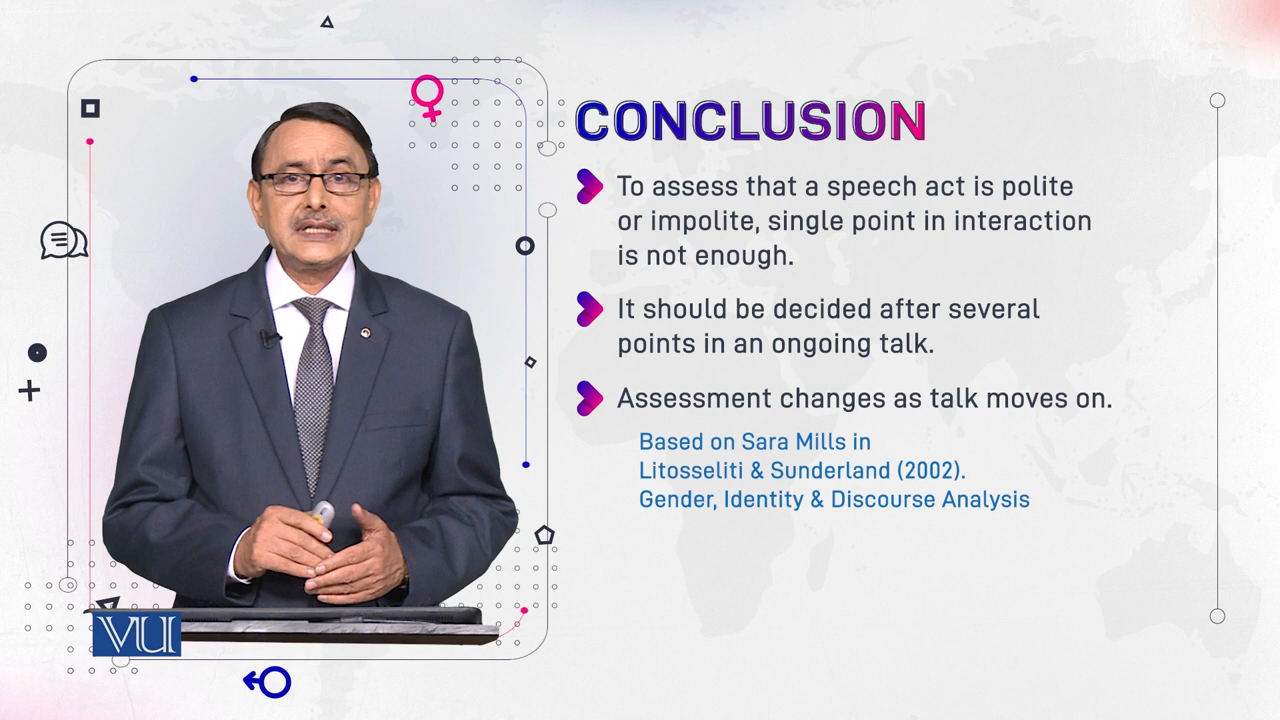 CONCLUSION
To assess that a speech act is polite
or impolite, single point in interaction
is not enough.
It should be decided after several
points in an ongoing talk.
Assessment changes as talk moves on.
Based on Sara Mills in
Litosseliti & Sunderland (2002).
Gender, Identity & Discourse Analysis
VU